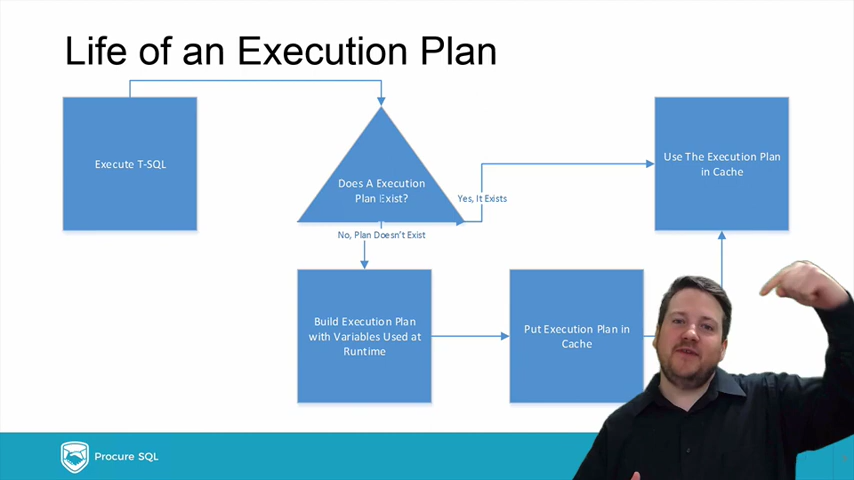 Life of an Execution Plan
Execute T-SQL
Does A Execution
Plan Exist?
Yes, It Exists
Use The Execution Plan
in Cache
No, Plan Doesn't Exist
Build Execution Plan
with Variables Used at
Runtime
Put Execution Plan in
Cache
Procure SQL